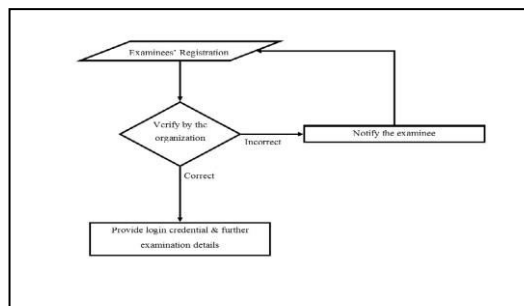 Examinees' Registration
Verify by the
organization
Incorrect
Notify the examinee
Correct
Provide login credential & further
examination details